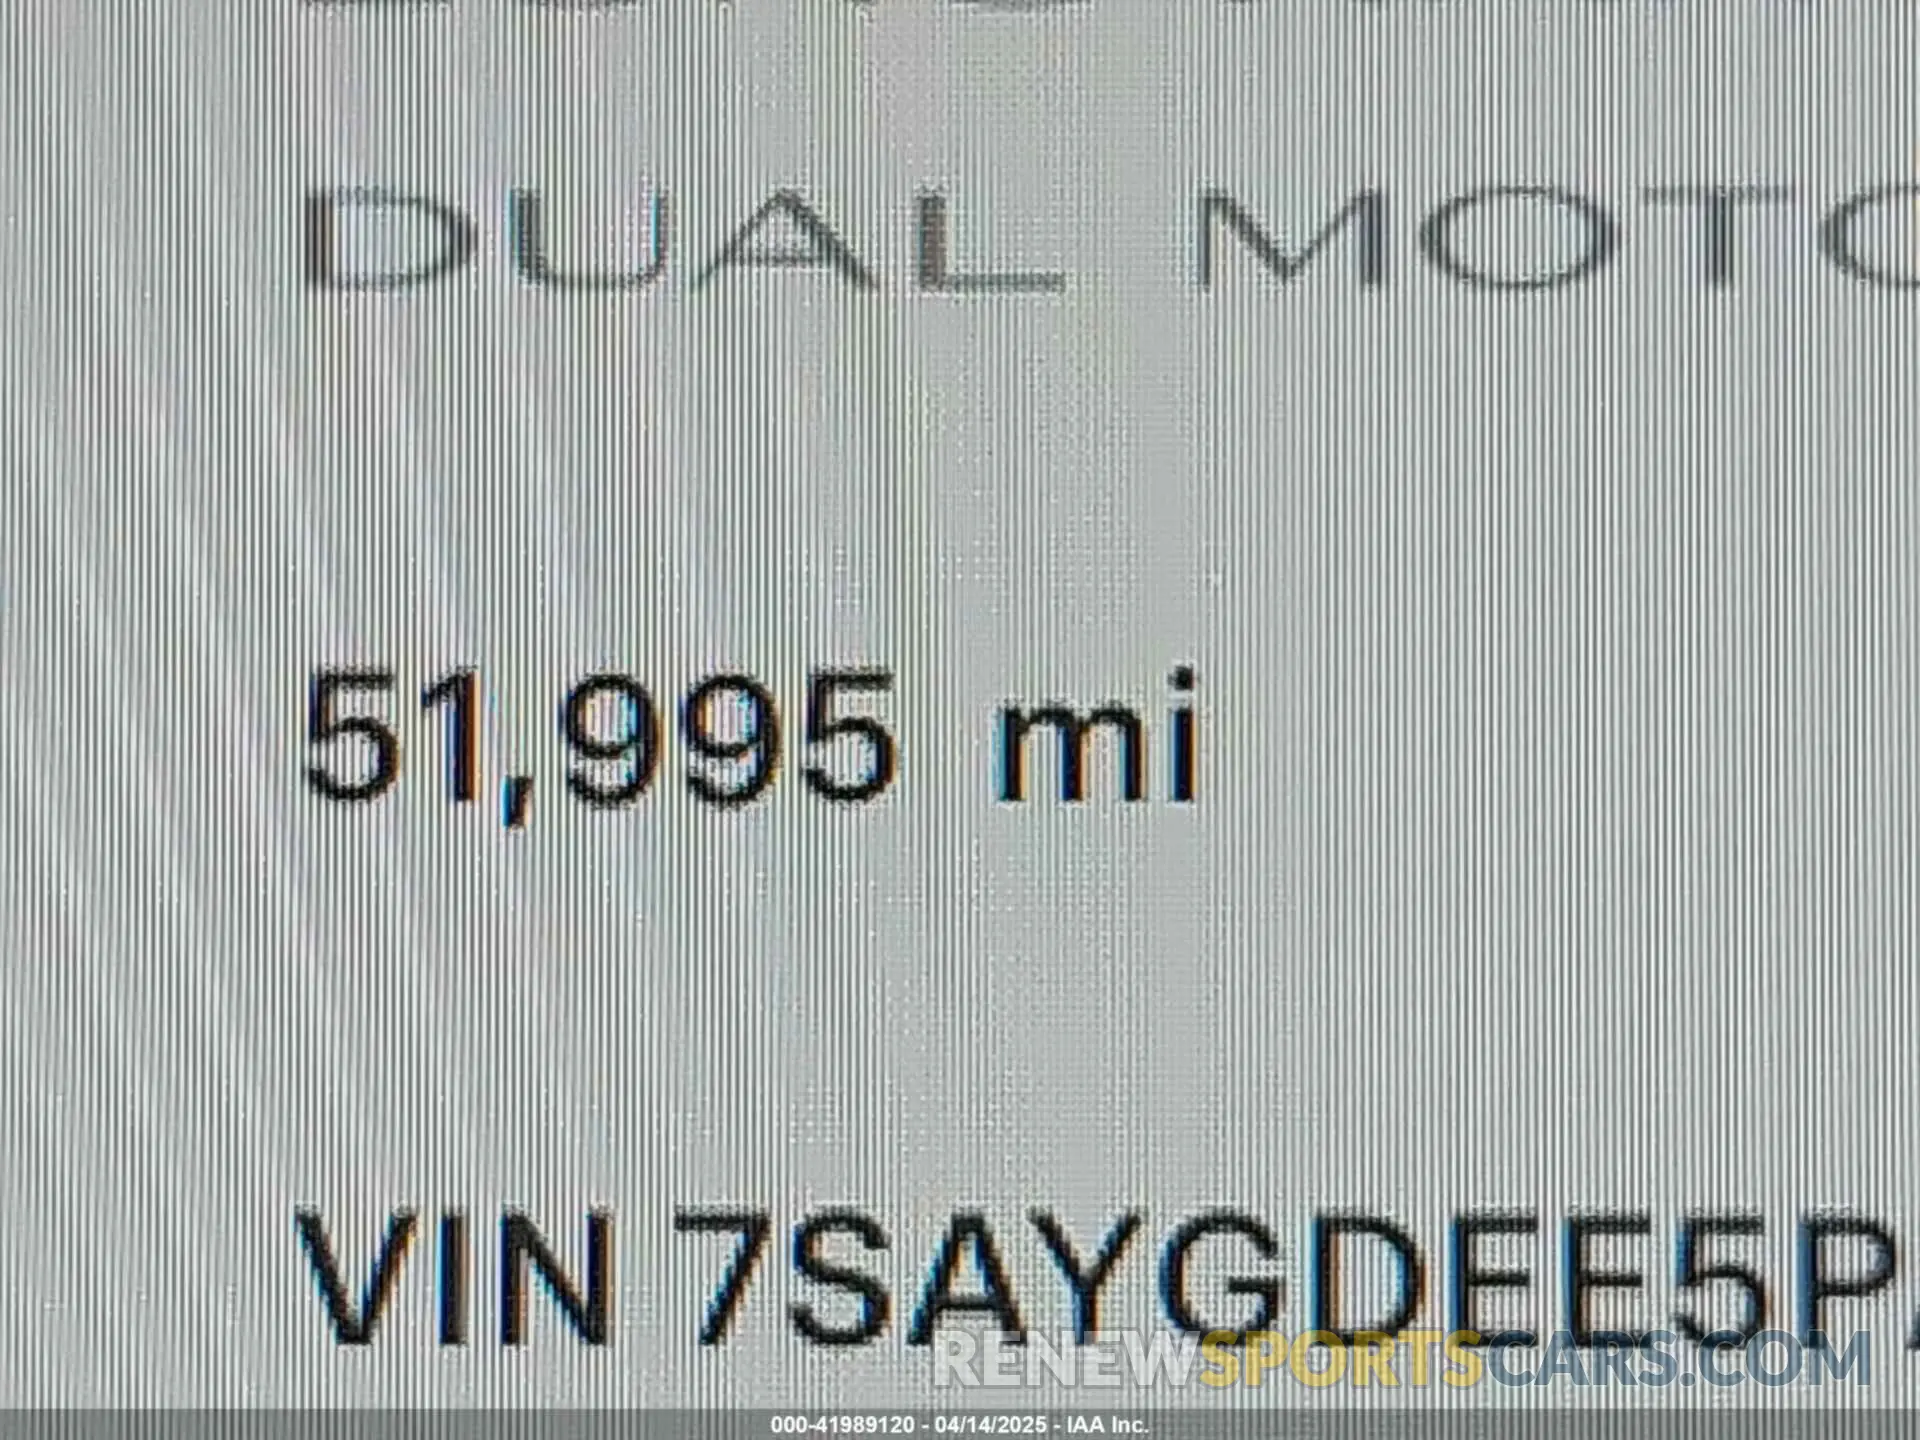 DUAL MOTO
51,995 mi
VIN 7SAYGDEE5P
RENEWSPORTSCARS.COM
000-41989120 - 04/14/2025 - IAA Inc.